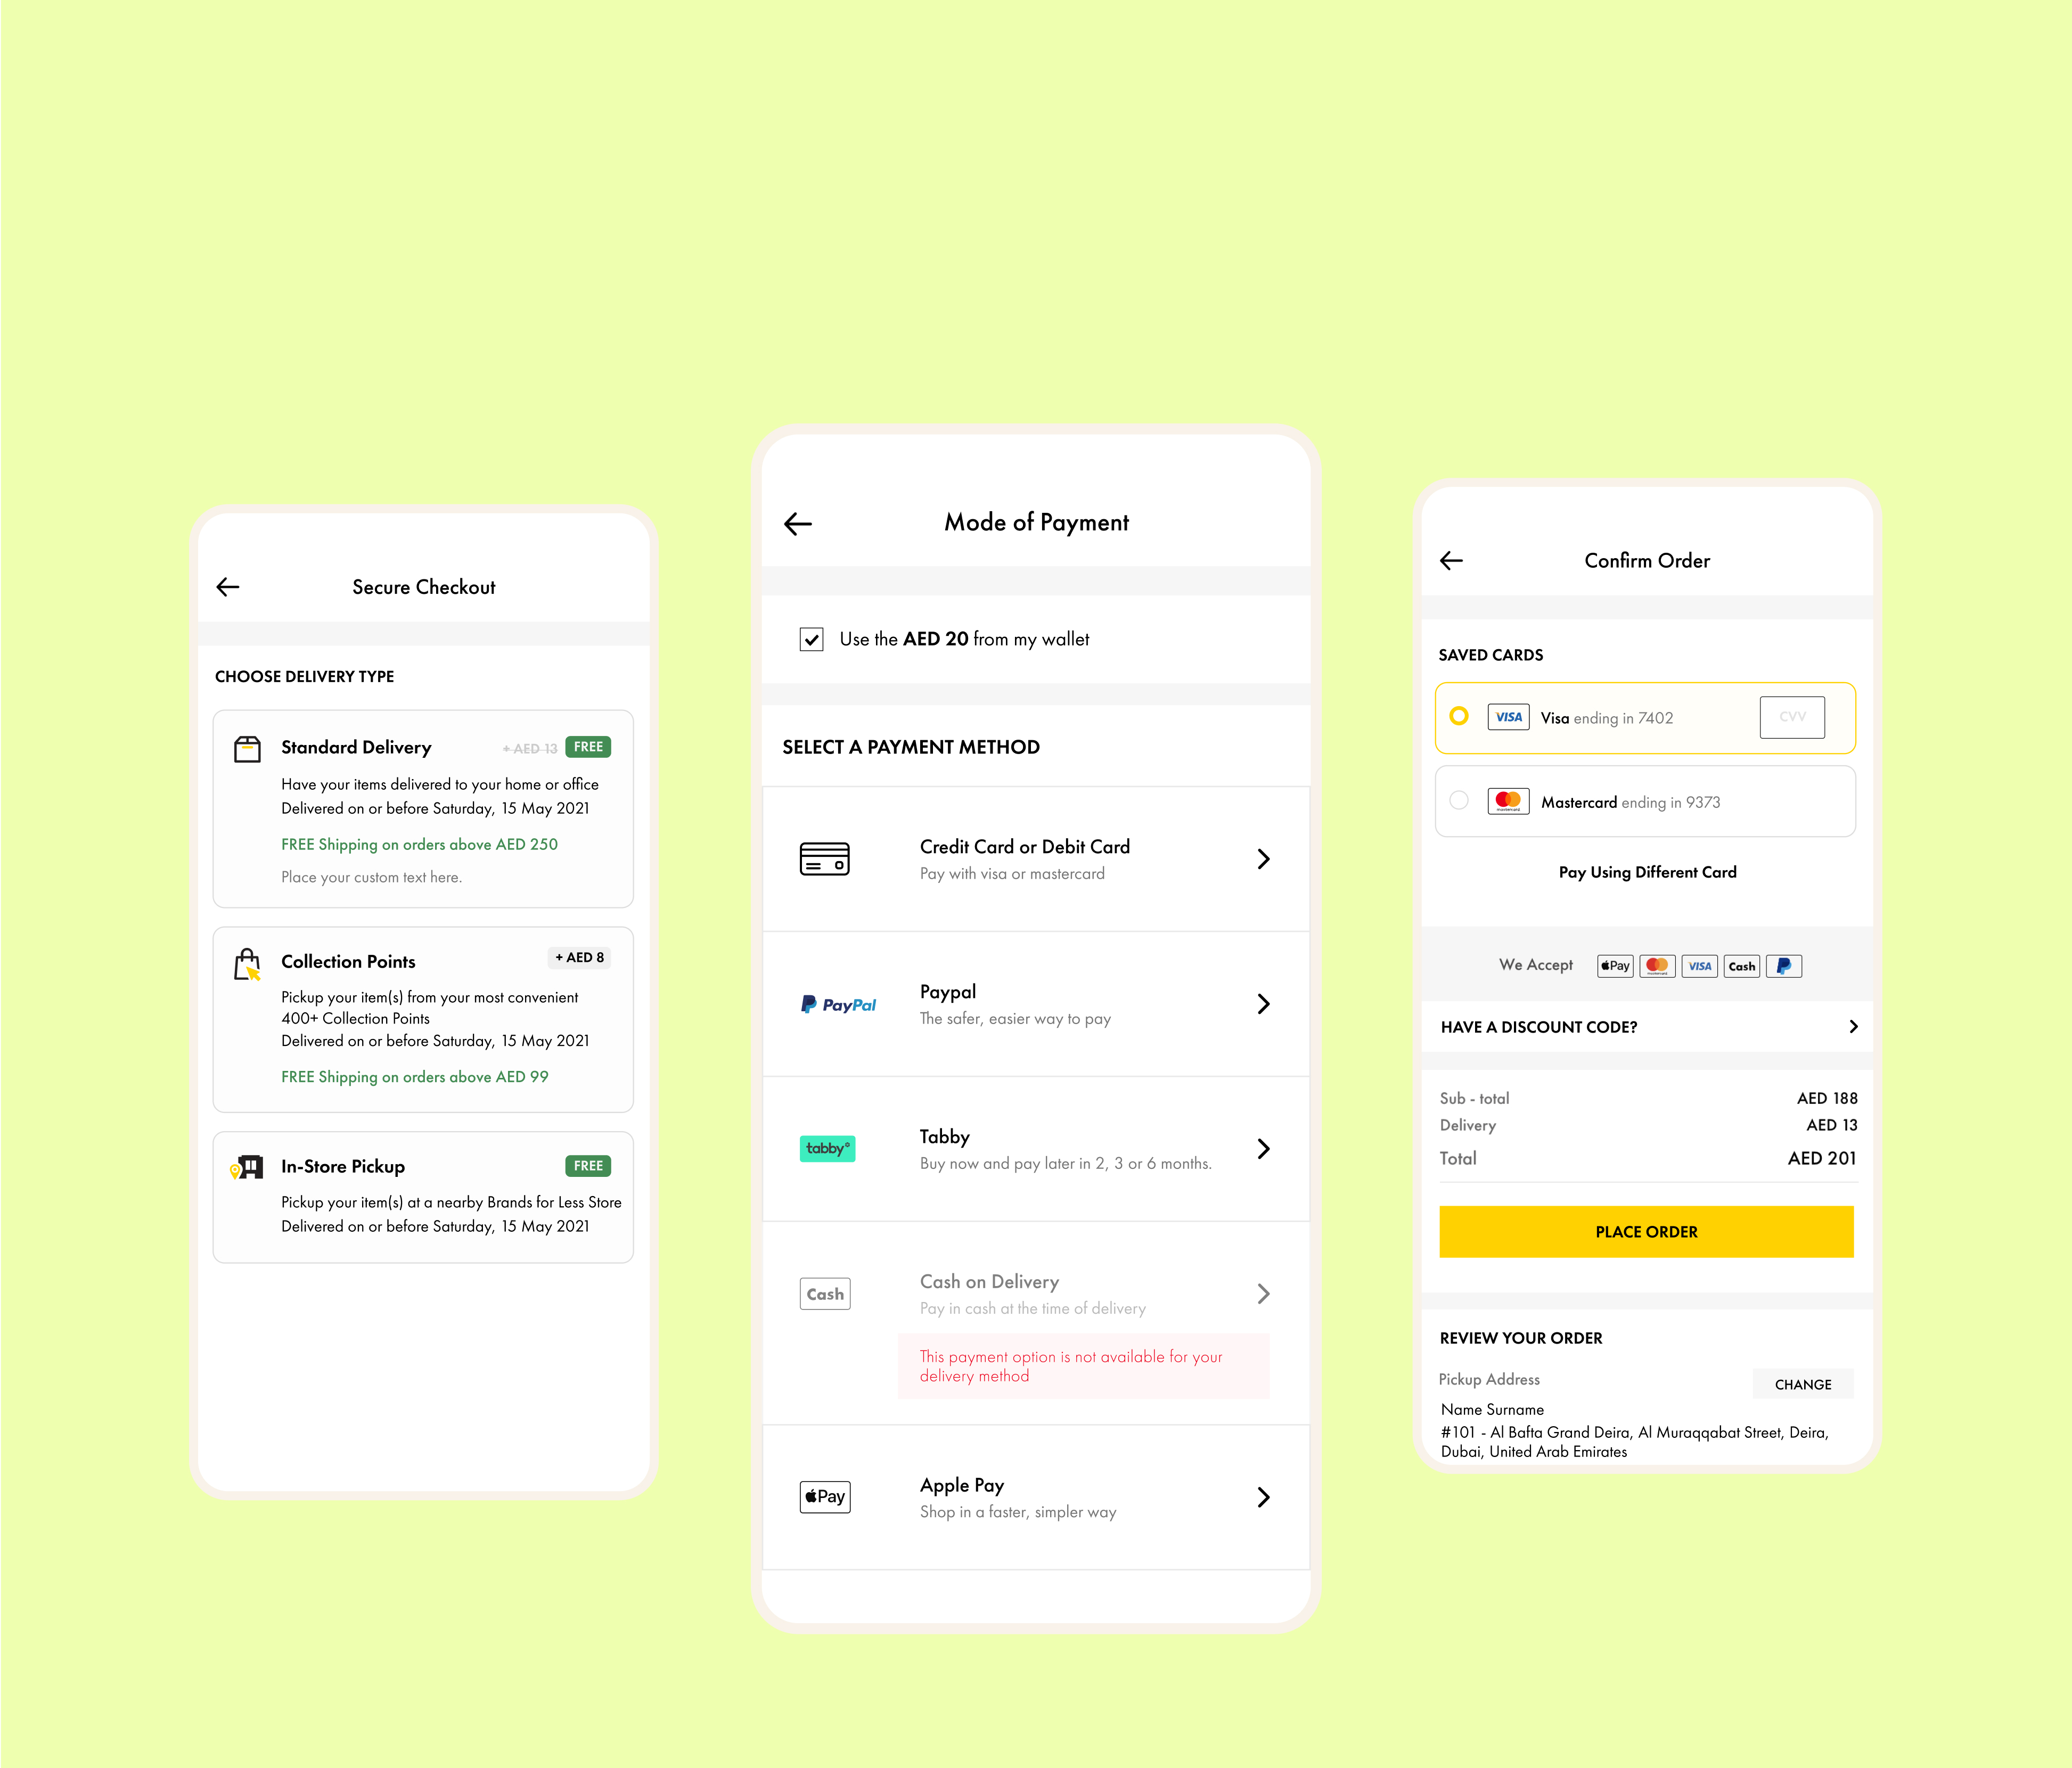 Secure Checkout
CHOOSE DELIVERY TYPE
Standard Delivery + AED 13 FREE
Have your items delivered to your home or office
Delivered on or before Saturday, 15 May 2021
FREE Shipping on orders above AED 250
Place your custom text here.
Collection Points + AED 8
Pickup your item(s) from your most convenient
400+ Collection Points
Delivered on or before Saturday, 15 May 2021
FREE Shipping on orders above AED 99
In-Store Pickup FREE
Pickup your item(s) at a nearby Brands for Less Store
Delivered on or before Saturday, 15 May 2021
Mode of Payment
Use the AED 20 from my wallet
SELECT A PAYMENT METHOD
Credit Card or Debit Card
Pay with visa or mastercard
PayPal
Paypal
The safer, easier way to pay
tabby
Tabby
Buy now and pay later in 2, 3 or 6 months.
Cash
Cash on Delivery
Pay in cash at the time of delivery
This payment option is not available for your
delivery method
Pay
Apple Pay
Shop in a faster, simpler way
Confirm Order
SAVED CARDS
VISA Visa ending in 7402 CVV
mastercard Mastercard ending in 9373
Pay Using Different Card
We Accept Pay mastercard VISA Cash
HAVE A DISCOUNT CODE?
Sub - total AED 188
Delivery AED 13
Total AED 201
PLACE ORDER
REVIEW YOUR ORDER
Pickup Address CHANGE
Name Surname
#101 - Al Bafta Grand Deira, Al Muraqqabat Street, Deira,
Dubai, United Arab Emirates